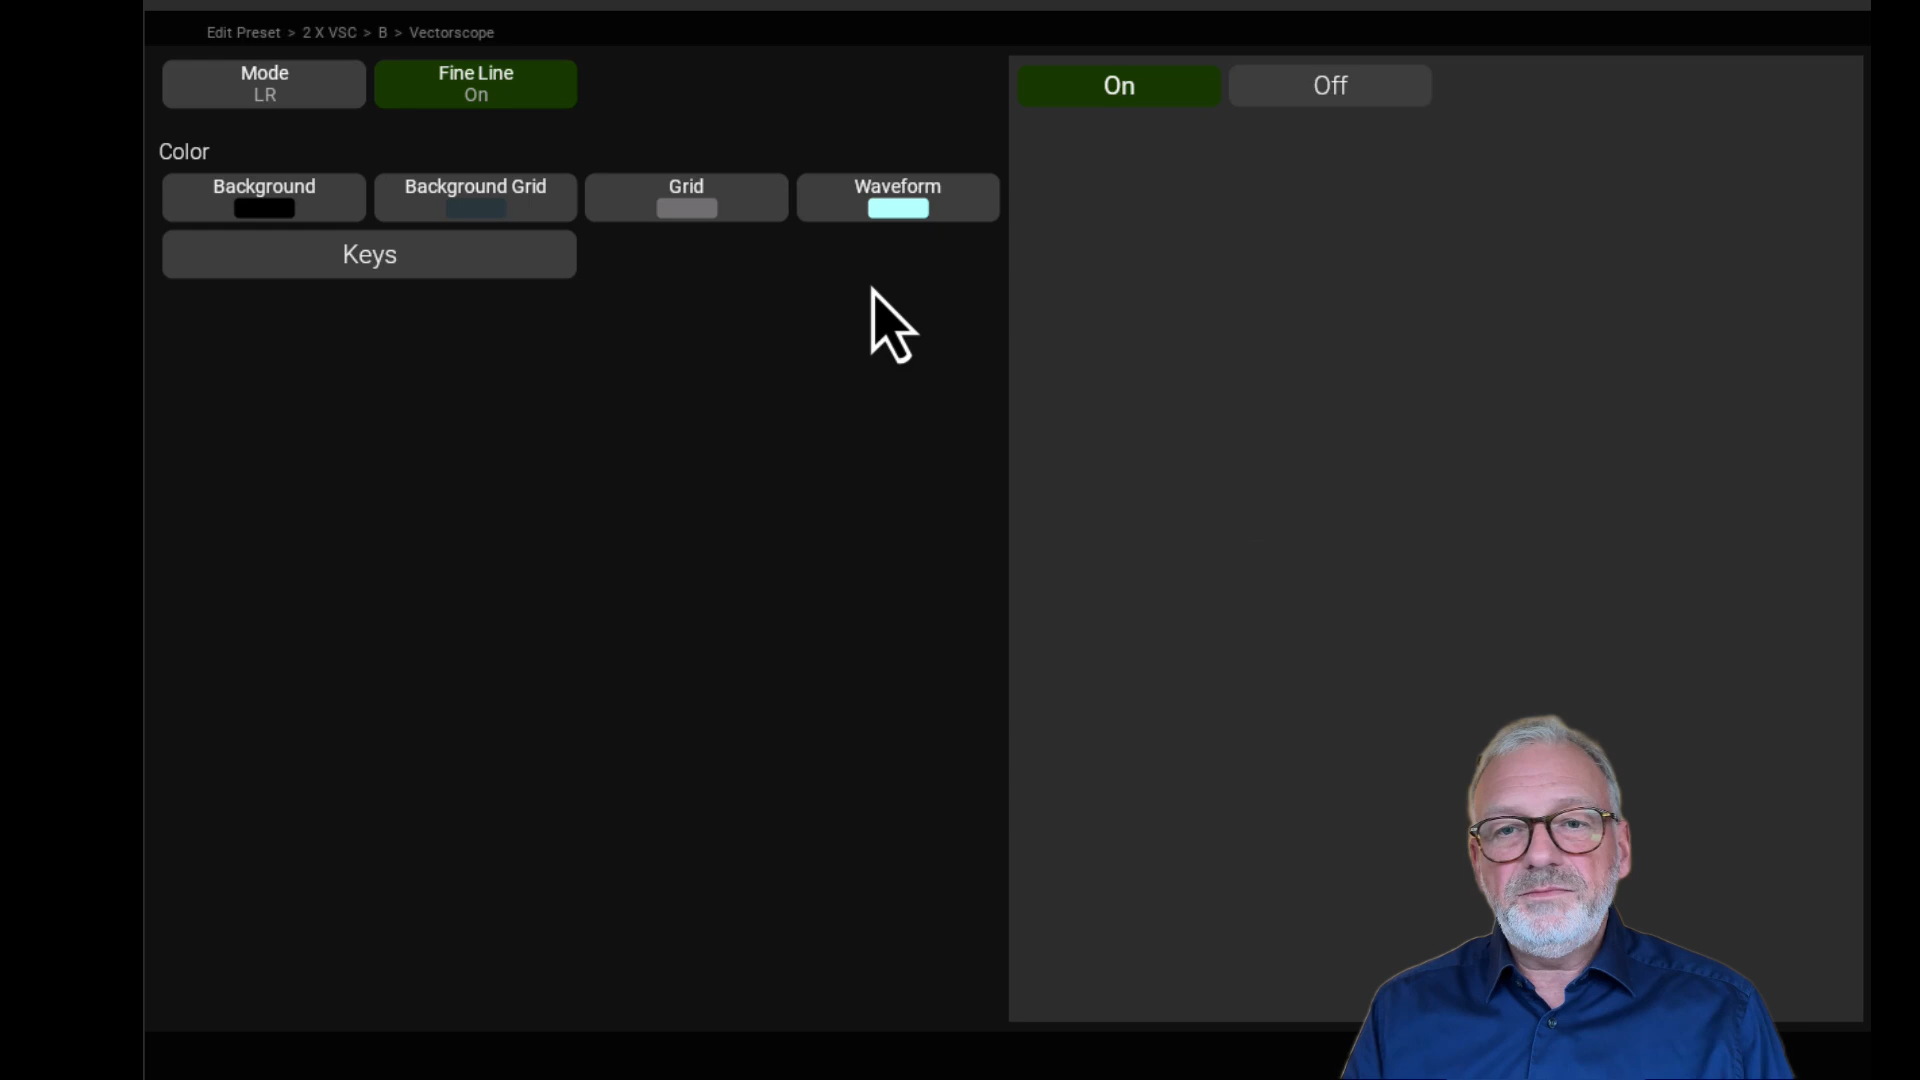 Edit Preset > 2 X VSC > B > Vectorscope
Mode
LR
Fine Line
On
On
Off
Color
Background
Background Grid
Grid
Waveform
Keys